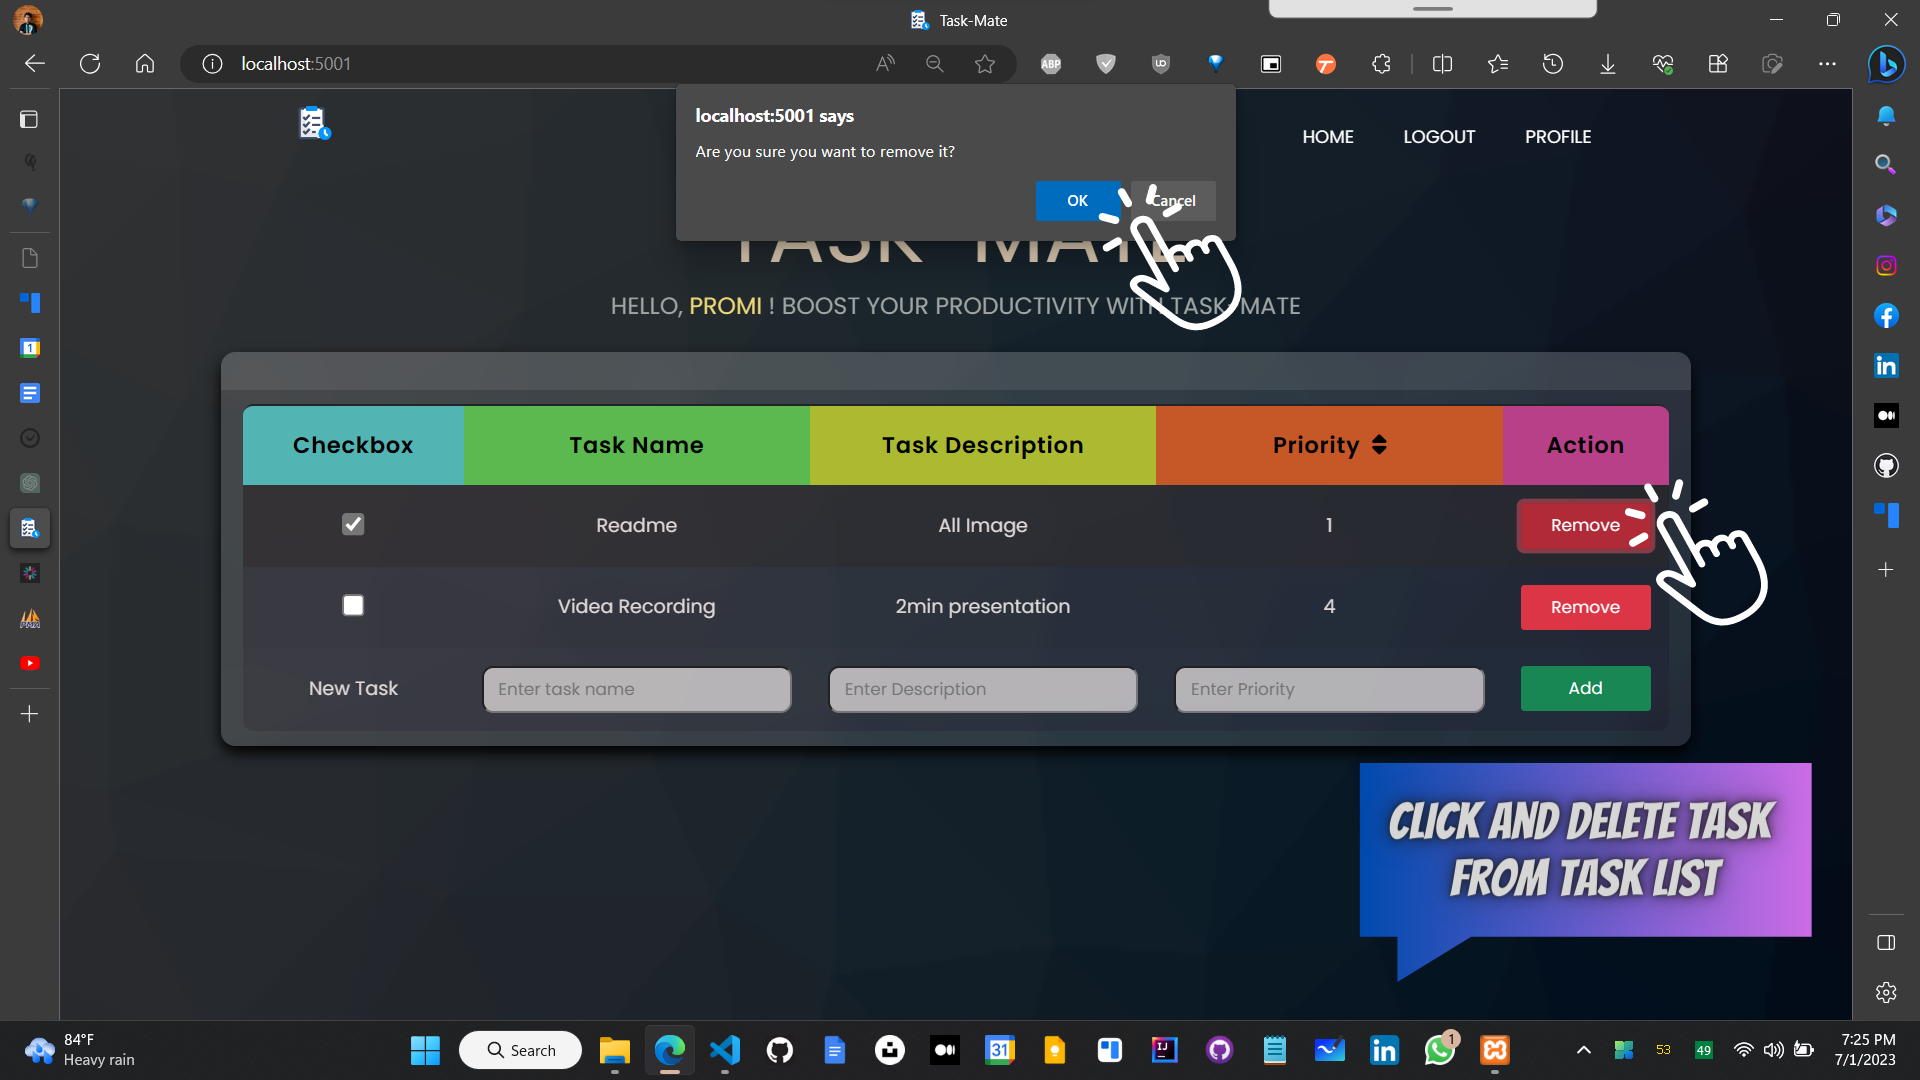 Task-Mate
localhost:5001
ABP
localhost:5001 says
Are you sure you want to remove it?
OK
Cancel
HOME
LOGOUT
PROFILE
TASK MATE
HELLO, PROMI ! BOOST YOUR PRODUCTIVITY WITH TASK-MATE
Checkbox
Task Name
Task Description
Priority
Action
Readme
All Image
1
Remove
Videa Recording
2min presentation
4
Remove
New Task
Enter task name
Enter Description
Enter Priority
Add
CLICK AND DELETE TASK
FROM TASK LIST
84°F
Heavy rain
Search
31
IJ
1
53
49
7:25 PM
7/1/2023